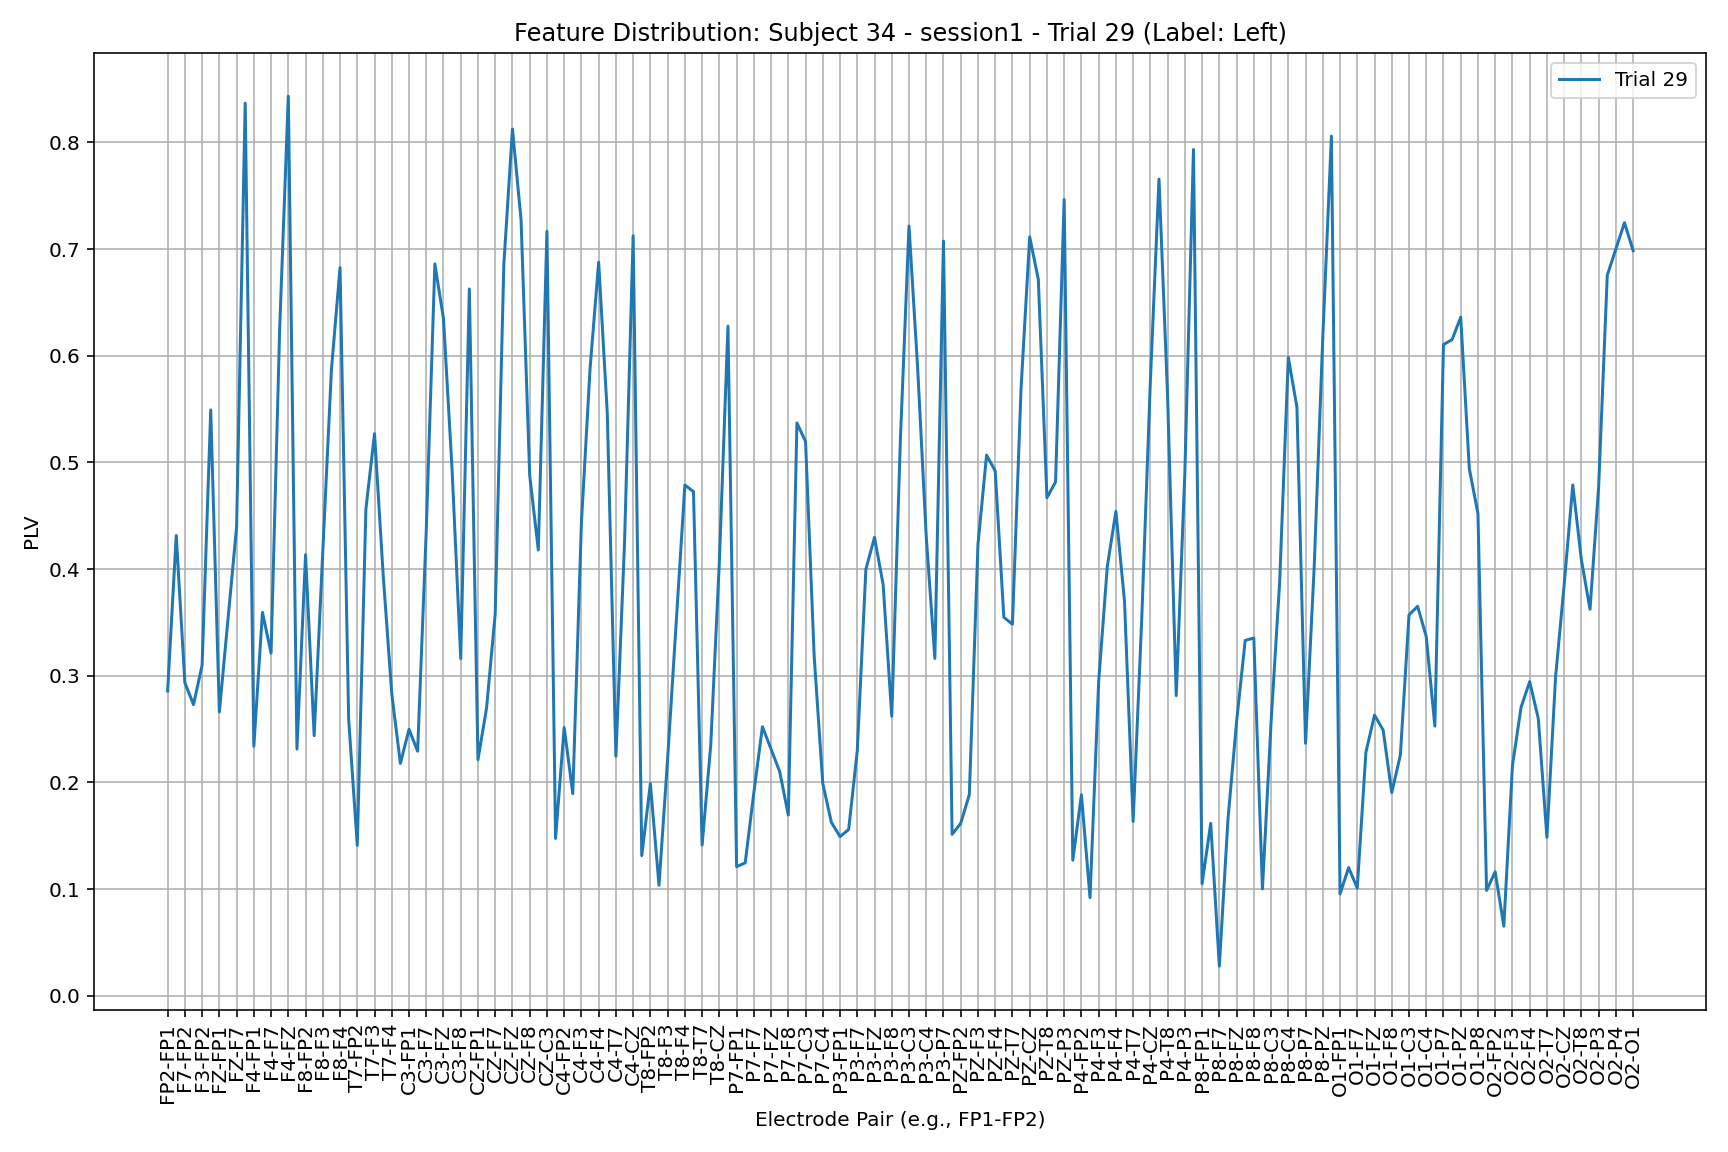 Feature Distribution: Subject 34 - session1 - Trial 29 (Label: Left)
Trial 29
PLV
0.8
0.7
0.6
0.5
0.4
0.3
0.2
0.1
0.0
FP2-FP1
F7-FP2
F3-FP2
FZ-FP1
FZ-F7
F4-FP1
F4-F7
F4-FZ
F8-FP2
F8-F3
F8-F4
T7-FP2
T7-F3
T7-F4
C3-FP1
C3-F7
C3-FZ
C3-F8
CZ-FP1
CZ-F7
CZ-FZ
CZ-F8
CZ-C3
C4-FP2
C4-F3
C4-F4
C4-T7
C4-CZ
T8-FP2
T8-F3
T8-F4
T8-T7
T8-CZ
P7-FP1
P7-F7
P7-FZ
P7-F8
P7-C3
P7-C4
P3-FP1
P3-F7
P3-FZ
P3-F8
P3-C3
P3-C4
P3-P7
PZ-FP2
PZ-F3
PZ-F4
PZ-T7
PZ-CZ
PZ-T8
PZ-P3
P4-FP2
P4-F3
P4-F4
P4-T7
P4-CZ
P4-T8
P4-P3
P8-FP1
P8-F7
P8-FZ
P8-F8
P8-C3
P8-C4
P8-P7
P8-PZ
O1-FP1
O1-F7
O1-FZ
O1-F8
O1-C3
O1-C4
O1-P7
O1-PZ
O1-P8
O2-FP2
O2-F3
O2-F4
O2-T7
O2-CZ
O2-T8
O2-P3
O2-P4
O2-O1
Electrode Pair (e.g., FP1-FP2)